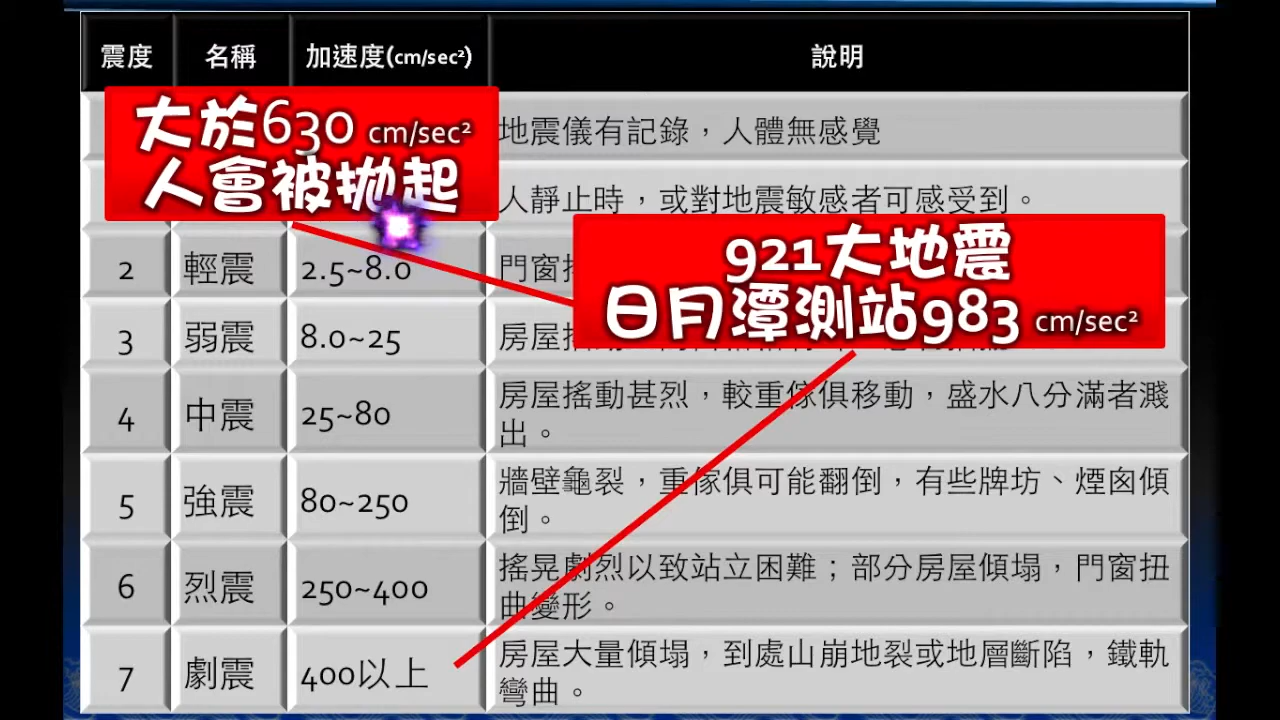 震度 名稱 加速度(cm/sec²) 說明
大於630 cm/sec²
人會被拋起
地震儀有記錄，人體無感覺
人靜止時，或對地震敏感者可感受到。
921大地震
日月潭測站983 cm/sec²
2 輕震 2.5~8.0 門窗
3 弱震 8.0~25 房屋
4 中震 25~80 房屋搖動甚烈，較重傢俱移動，盛水八分滿者濺
出。
5 強震 80~250 牆壁龜裂，重傢俱可能翻倒，有些牌坊、煙囪傾
倒。
6 烈震 250~400 搖晃劇烈以致站立困難；部分房屋傾塌，門窗扭
曲變形。
7 劇震 400以上 房屋大量傾塌，到處山崩地裂或地層斷陷，鐵軌
彎曲。